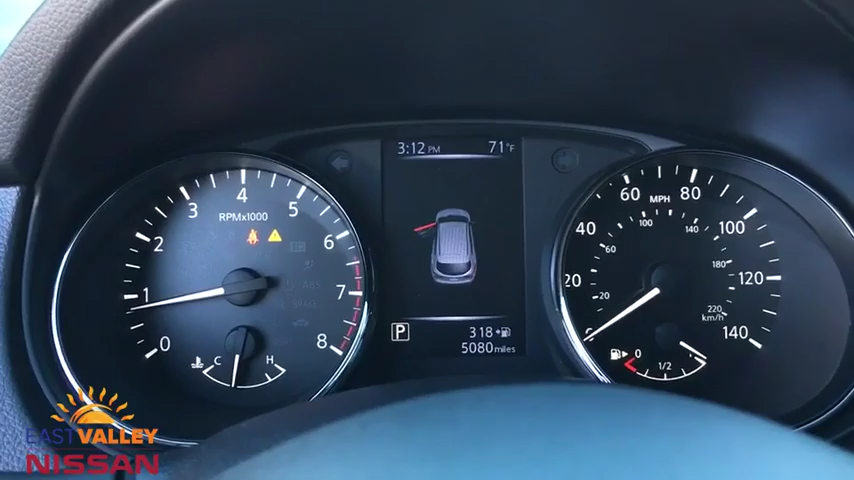 3:12 PM 71°F
RPMx1000
0 1 2 3 4 5 6 7 8
ABS
C H
P
318
5080 miles
MPH
20 40 60 80 100 120 140
20 60 100 140 180 220
km/h
0 1/2
EAST VALLEY
NISSAN